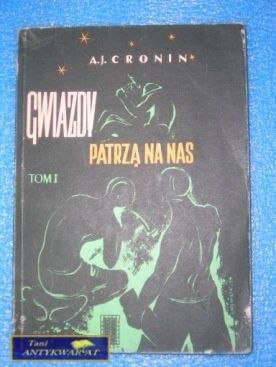 A.J. CRONIN
GWIAZDY
PATRZĄ NA NAS
TOM I
Tani
ANTYKWARIAT.